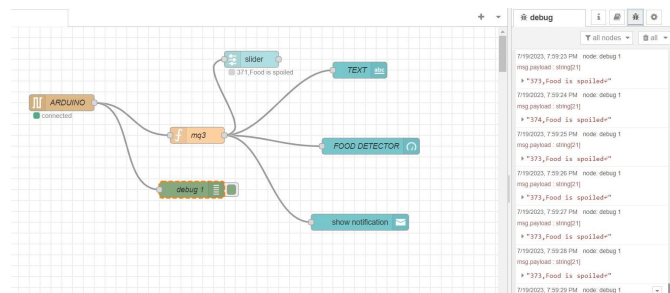 debug
i
all nodes
all
slider
371,Food is spoiled
TEXT
abc
ARDUINO
connected
mq3
FOOD DETECTOR
debug 1
show notification
7/19/2023, 7:59:23 PM node: debug 1
msg.payload : string[21]
"373,Food is spoiled↵"
7/19/2023, 7:59:24 PM node: debug 1
msg.payload : string[21]
"374,Food is spoiled↵"
7/19/2023, 7:59:25 PM node: debug 1
msg.payload : string[21]
"373,Food is spoiled↵"
7/19/2023, 7:59:26 PM node: debug 1
msg.payload : string[21]
"373,Food is spoiled↵"
7/19/2023, 7:59:27 PM node: debug 1
msg.payload : string[21]
"373,Food is spoiled↵"
7/19/2023, 7:59:28 PM node: debug 1
msg.payload : string[21]
"373,Food is spoiled↵"
7/19/2023, 7:59:29 PM node: debug 1